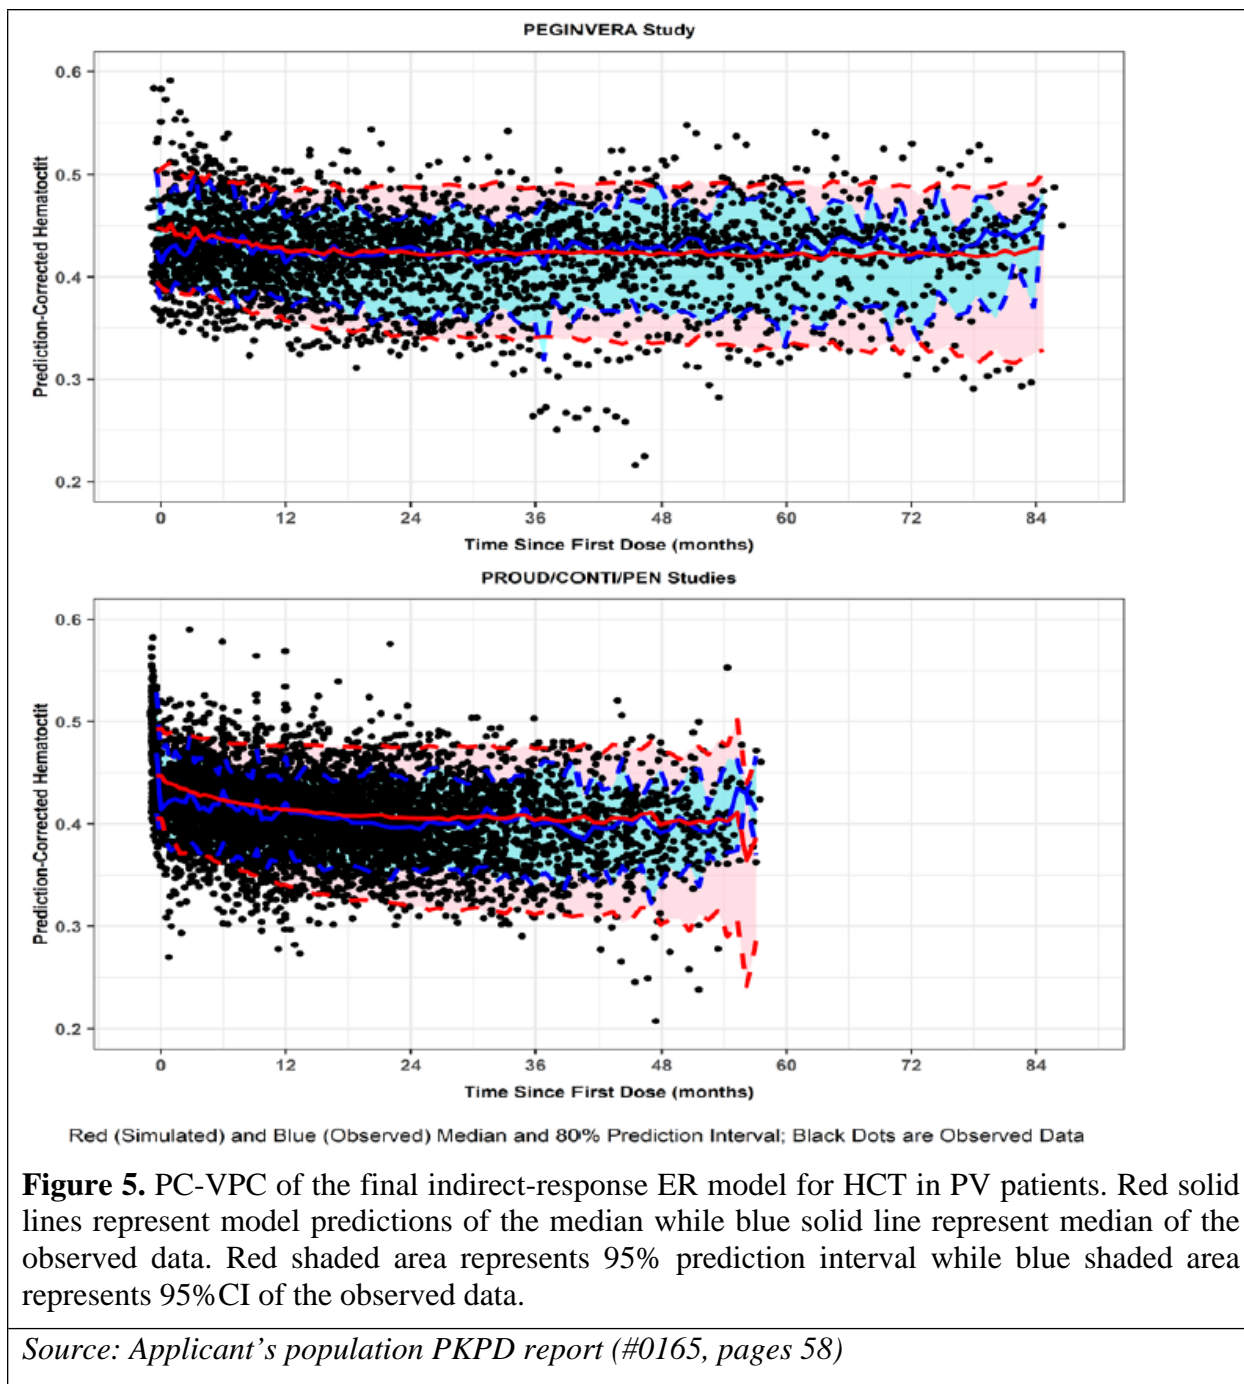 PEGINVERA Study
0.6
0.5
0.4
0.3
0.2
Prediction-Corrected Hematoctit
0 12 24 36 48 60 72 84
Time Since First Dose (months)
PROUD/CONTI/PEN Studies
0.6
0.5
0.4
0.3
0.2
Prediction-Corrected Hematoctit
0 12 24 36 48 60 72 84
Time Since First Dose (months)
Red (Simulated) and Blue (Observed) Median and 80% Prediction Interval; Black Dots are Observed Data
Figure 5. PC-VPC of the final indirect-response ER model for HCT in PV patients. Red solid
lines represent model predictions of the median while blue solid line represent median of the
observed data. Red shaded area represents 95% prediction interval while blue shaded area
represents 95%CI of the observed data.
Source: Applicant's population PKPD report (#0165, pages 58)